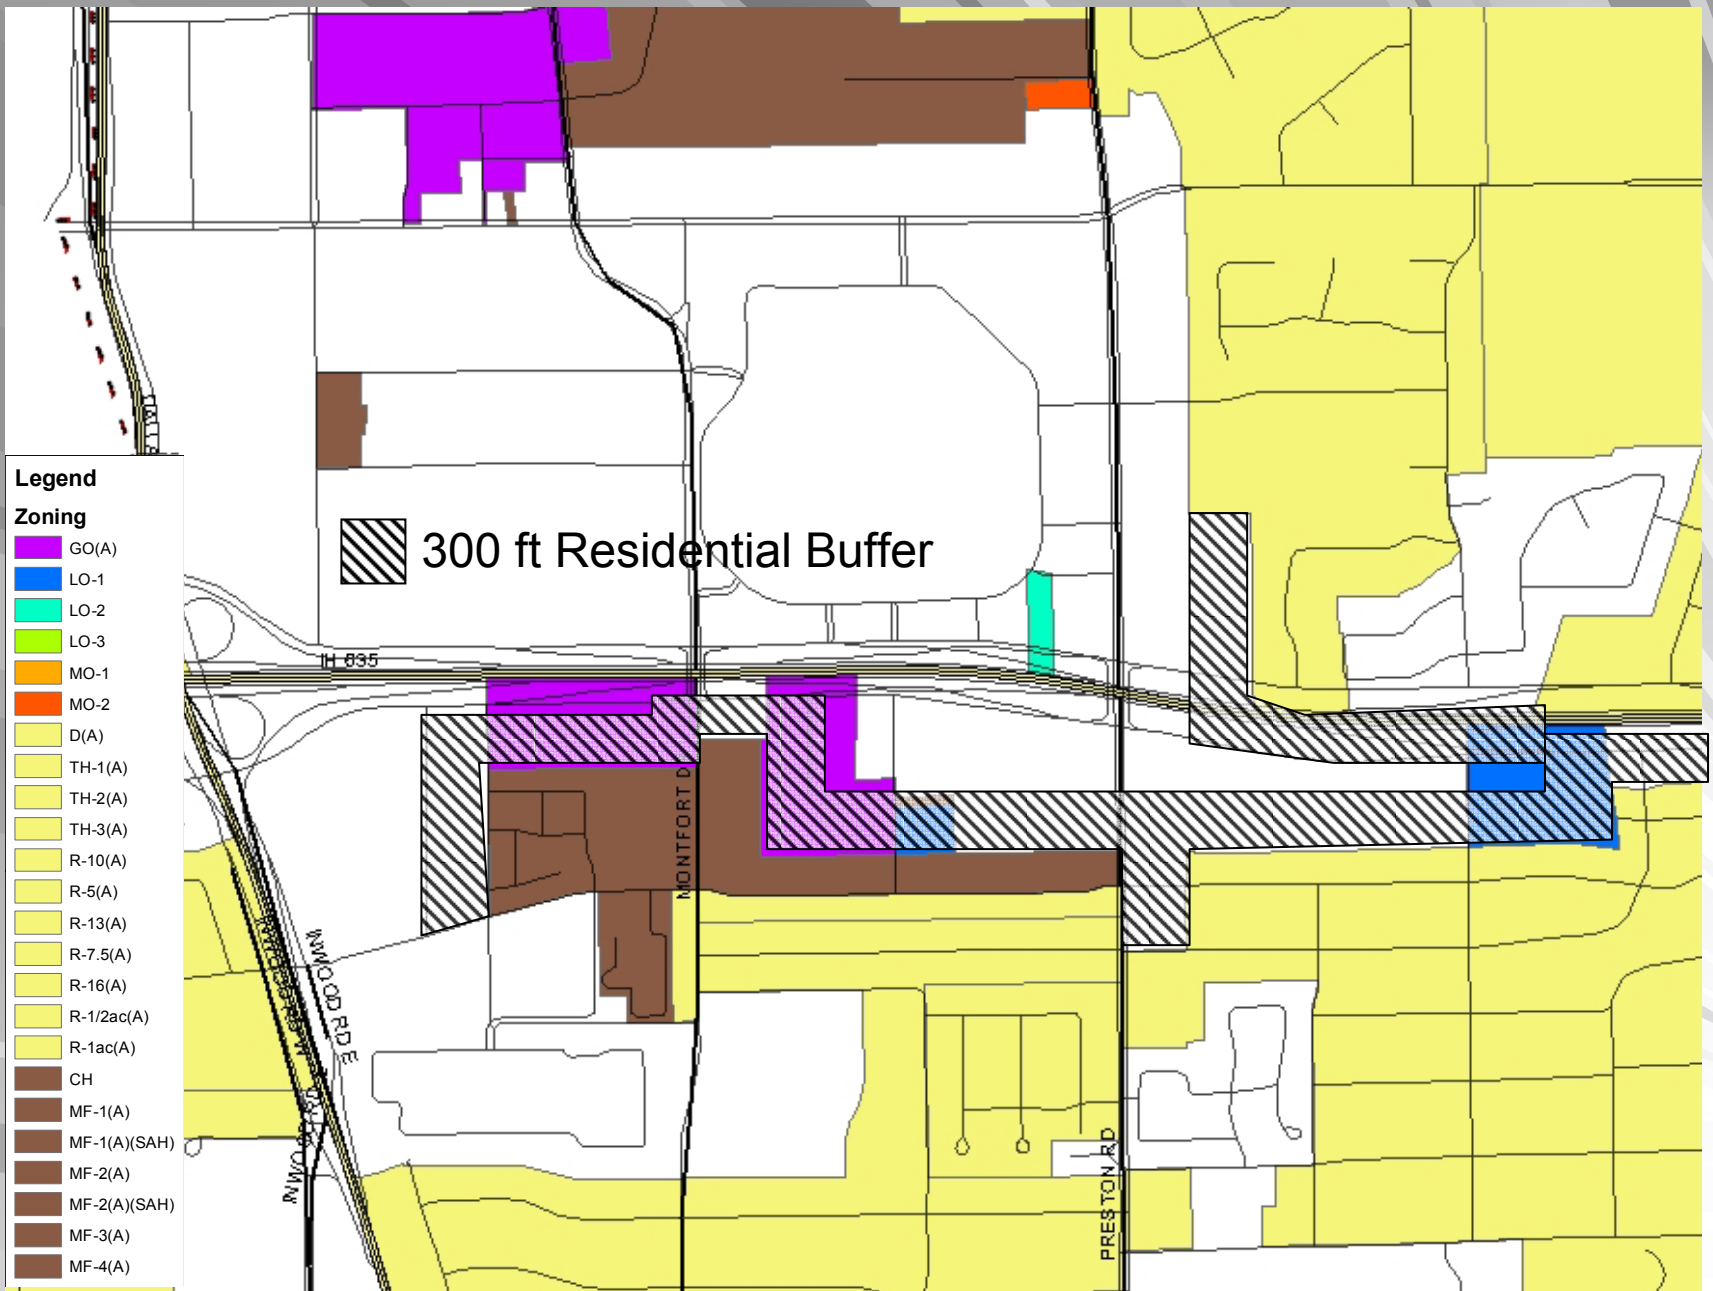 Legend
Zoning
GO(A)
LO-1
LO-2
LO-3
MO-1
MO-2
D(A)
TH-1(A)
TH-2(A)
TH-3(A)
R-10(A)
R-5(A)
R-13(A)
R-7.5(A)
R-16(A)
R-1/2ac(A)
R-1ac(A)
CH
MF-1(A)
MF-1(A)(SAH)
MF-2(A)
MF-2(A)(SAH)
MF-3(A)
MF-4(A)
300 ft Residential Buffer
IH 635
MONTFORT D
INWOOD RD E
PRESTON RD